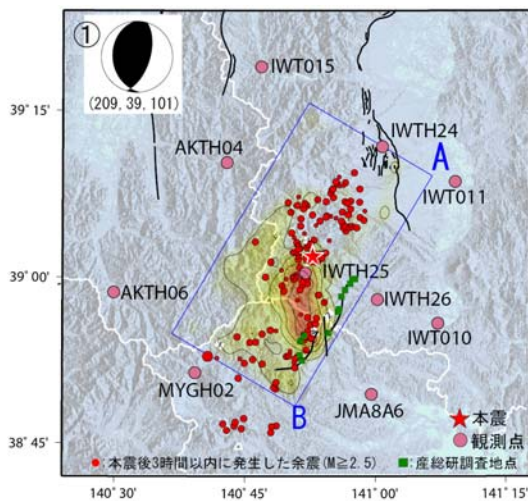 ①
(209,39,101)
IWT015
39°15'
IWTH24
AKTH04
A
IWT011
39°00'
IWTH25
AKTH06
IWTH26
IWT010
MYGH02
JMA8A6
B
本震
観測点
38°45'
:本震後3時間以内に発生した余震(M≧2.5)
:産総研調査地点
140°30'
140°45'
141°00'
141°15'